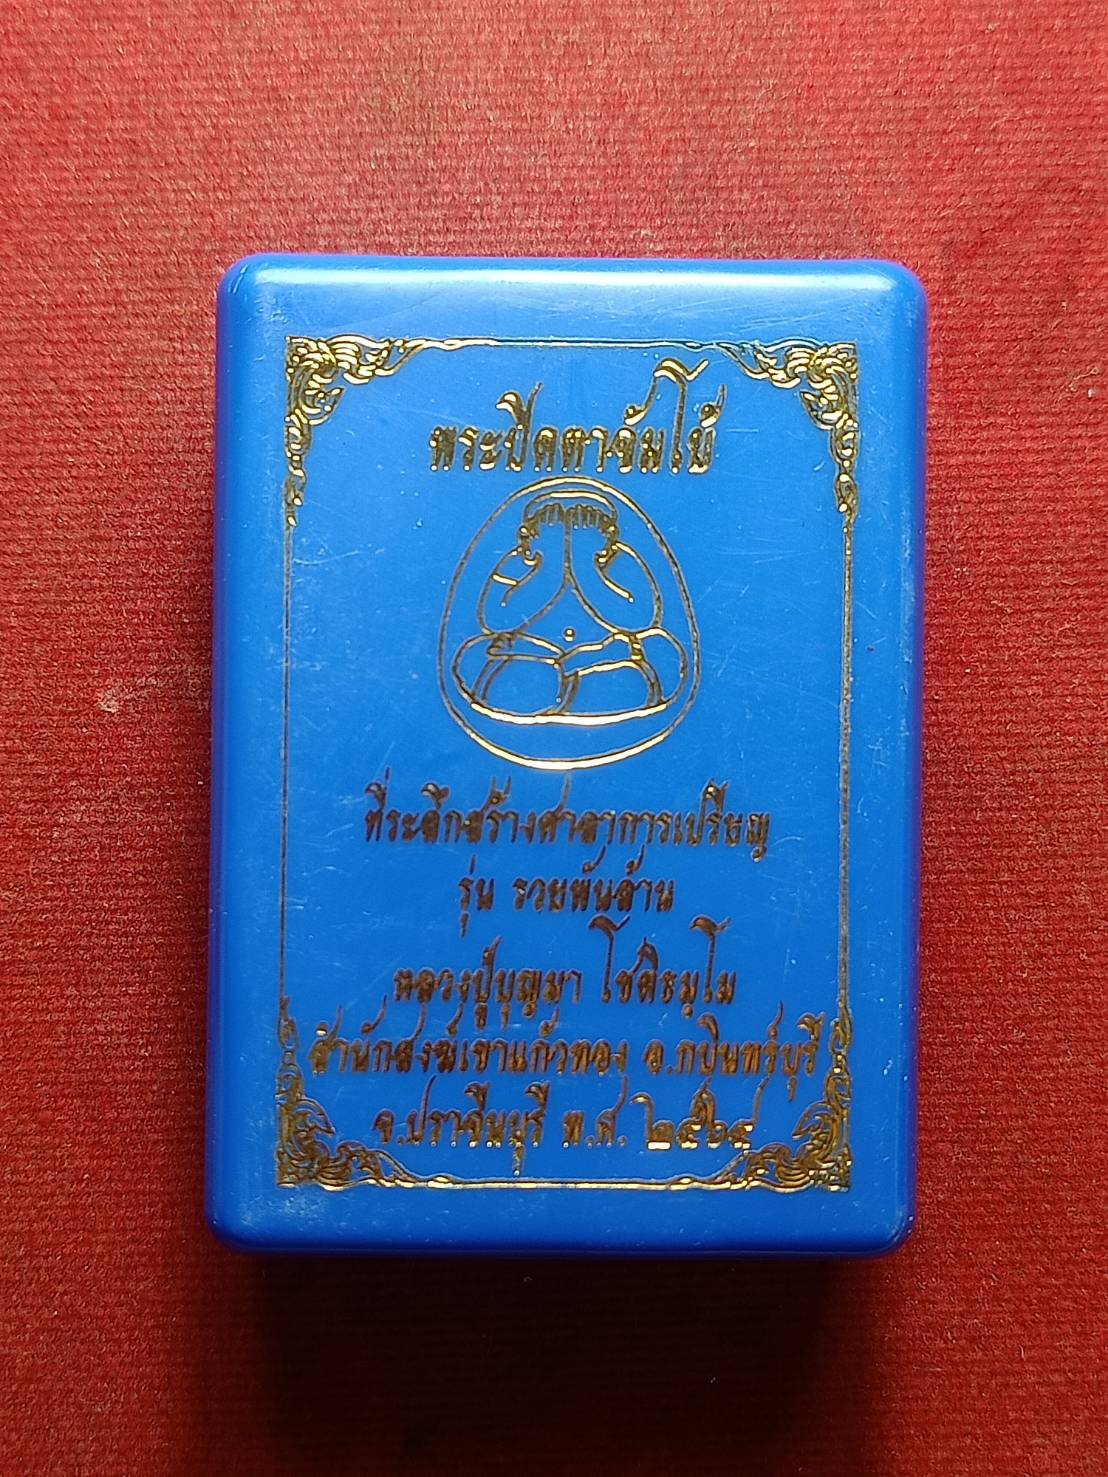 พระปิดตาจัมโบ้
ที่ระลึกสร้างศาลาการเปรียญ
รุ่น รวยพันล้าน
หลวงปู่บุญมา โชติธมฺโม
สำนักสงฆ์เขาแก้วทอง อ.กบินทร์บุรี
จ.ปราจีนบุรี พ.ศ. ๒๕๖๔